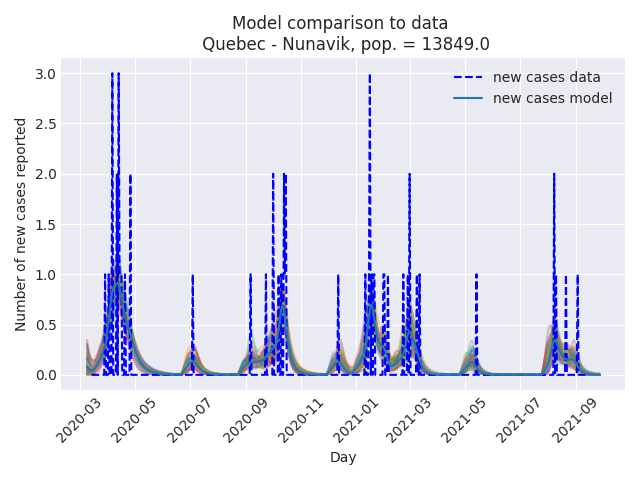 Model comparison to data
Quebec - Nunavik, pop. = 13849.0
new cases data
new cases model
Number of new cases reported
3.0
2.5
2.0
1.5
1.0
0.5
0.0
2020-03
2020-05
2020-07
2020-09
2020-11
2021-01
2021-03
2021-05
2021-07
2021-09
Day